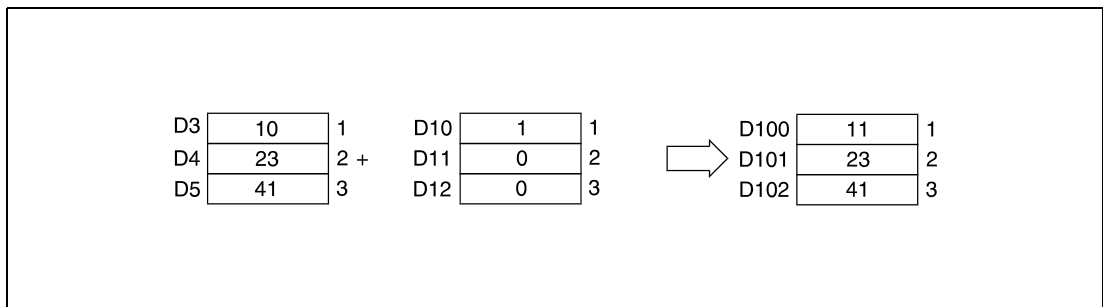 D3 10 1 D10 1 1 D100 11 1
D4 23 2 + D11 0 2 D101 23 2
D5 41 3 D12 0 3 D102 41 3